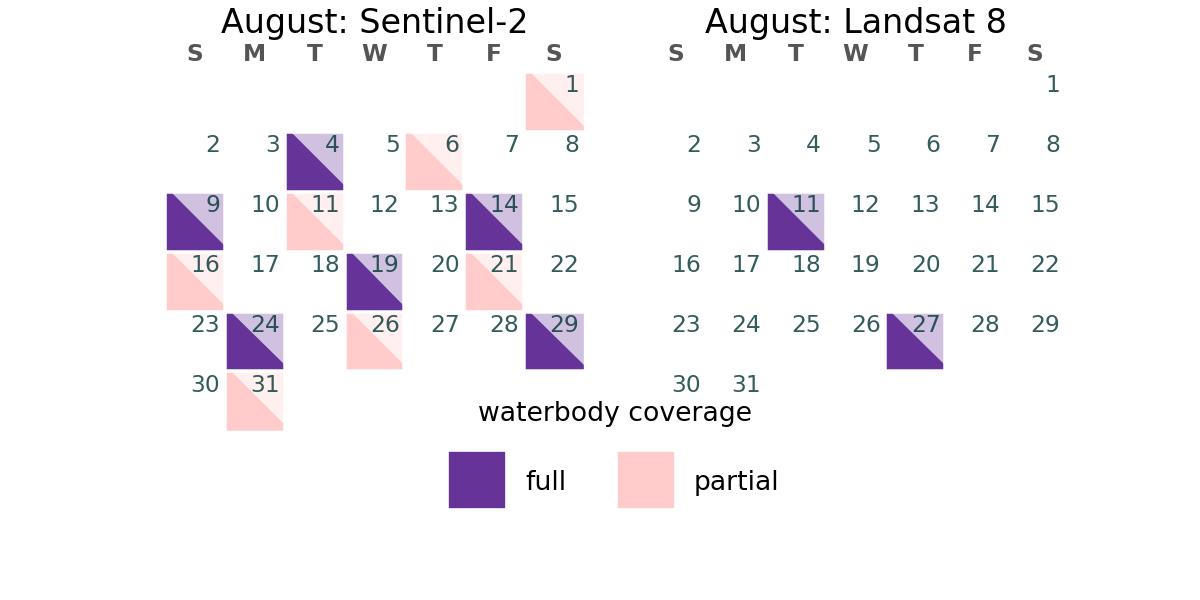 August: Sentinel-2
S M T W T F S
1
2 3 4 5 6 7 8
9 10 11 12 13 14 15
16 17 18 19 20 21 22
23 24 25 26 27 28 29
30 31
August: Landsat 8
S M T W T F S
1
2 3 4 5 6 7 8
9 10 11 12 13 14 15
16 17 18 19 20 21 22
23 24 25 26 27 28 29
30 31
waterbody coverage
full
partial